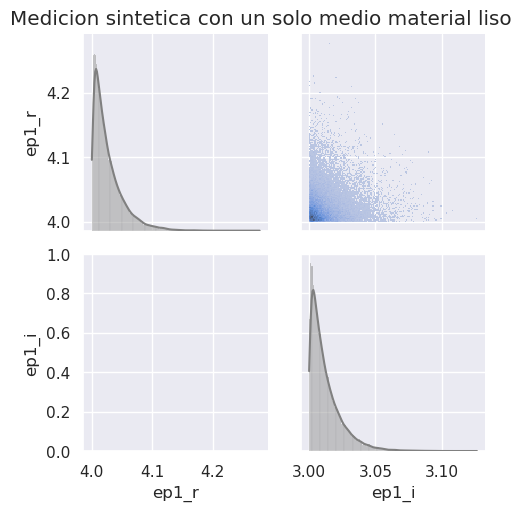 Medicion sintetica con un solo medio material liso
ep1_r
4.2
4.1
4.0
ep1_i
1.0
0.8
0.6
0.4
0.2
0.0
4.0 4.1 4.2
ep1_r
3.00 3.05 3.10
ep1_i